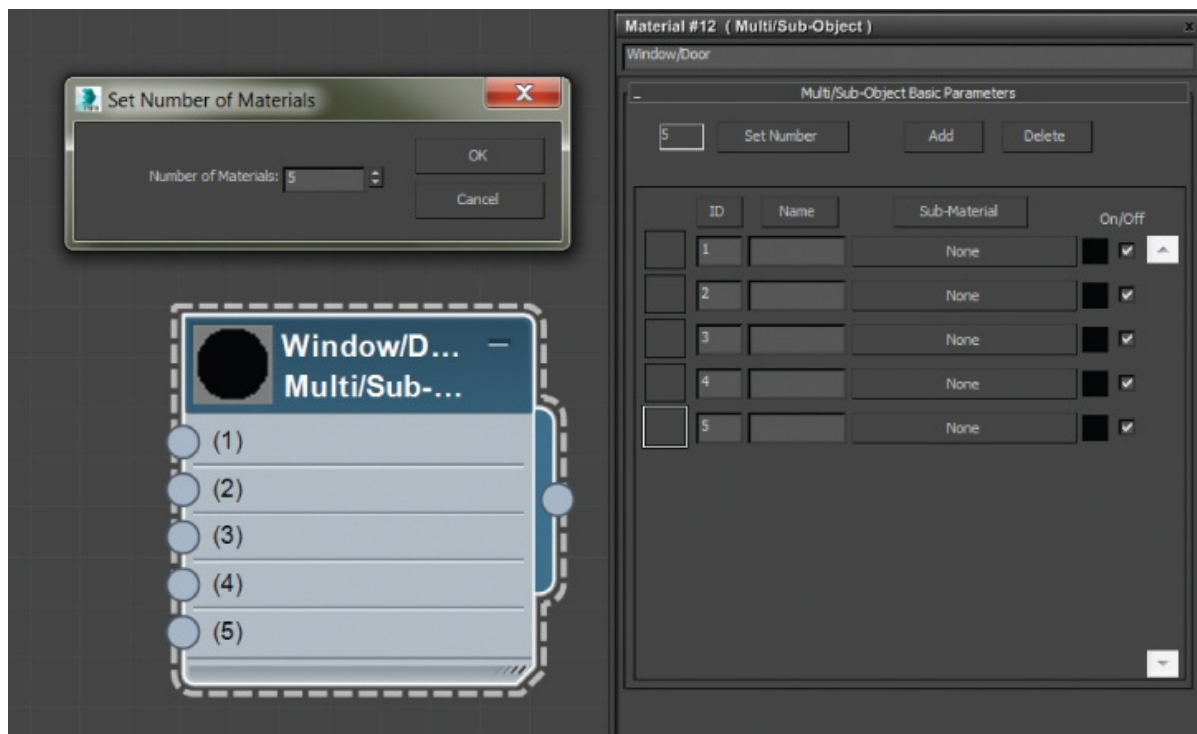 Set Number of Materials
Number of Materials: 5
OK
Cancel
Window/D...
Multi/Sub-...
(1)
(2)
(3)
(4)
(5)
Material #12 ( Multi/Sub-Object )
Window/Door
Multi/Sub-Object Basic Parameters
5 Set Number Add Delete
ID Name Sub-Material On/Off
1 None
2 None
3 None
4 None
5 None